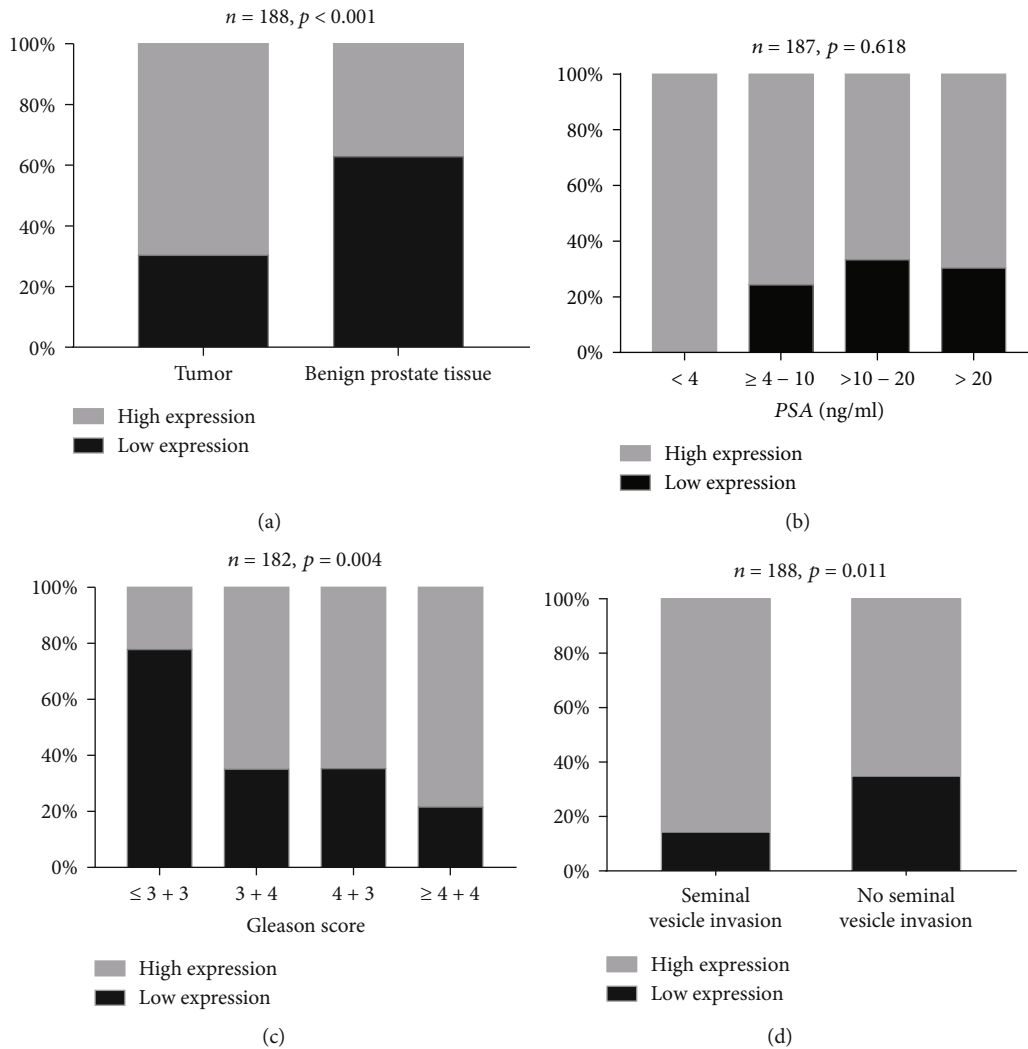 n = 188, p < 0.001
100%
80%
60%
40%
20%
0%
Tumor
Benign prostate tissue
High expression
Low expression
(a)
n = 187, p = 0.618
100%
80%
60%
40%
20%
0%
< 4
≥ 4 – 10
>10 – 20
> 20
PSA (ng/ml)
High expression
Low expression
(b)
n = 182, p = 0.004
100%
80%
60%
40%
20%
0%
≤ 3 + 3
3 + 4
4 + 3
≥ 4 + 4
Gleason score
High expression
Low expression
(c)
n = 188, p = 0.011
100%
80%
60%
40%
20%
0%
Seminal
vesicle invasion
No seminal
vesicle invasion
High expression
Low expression
(d)